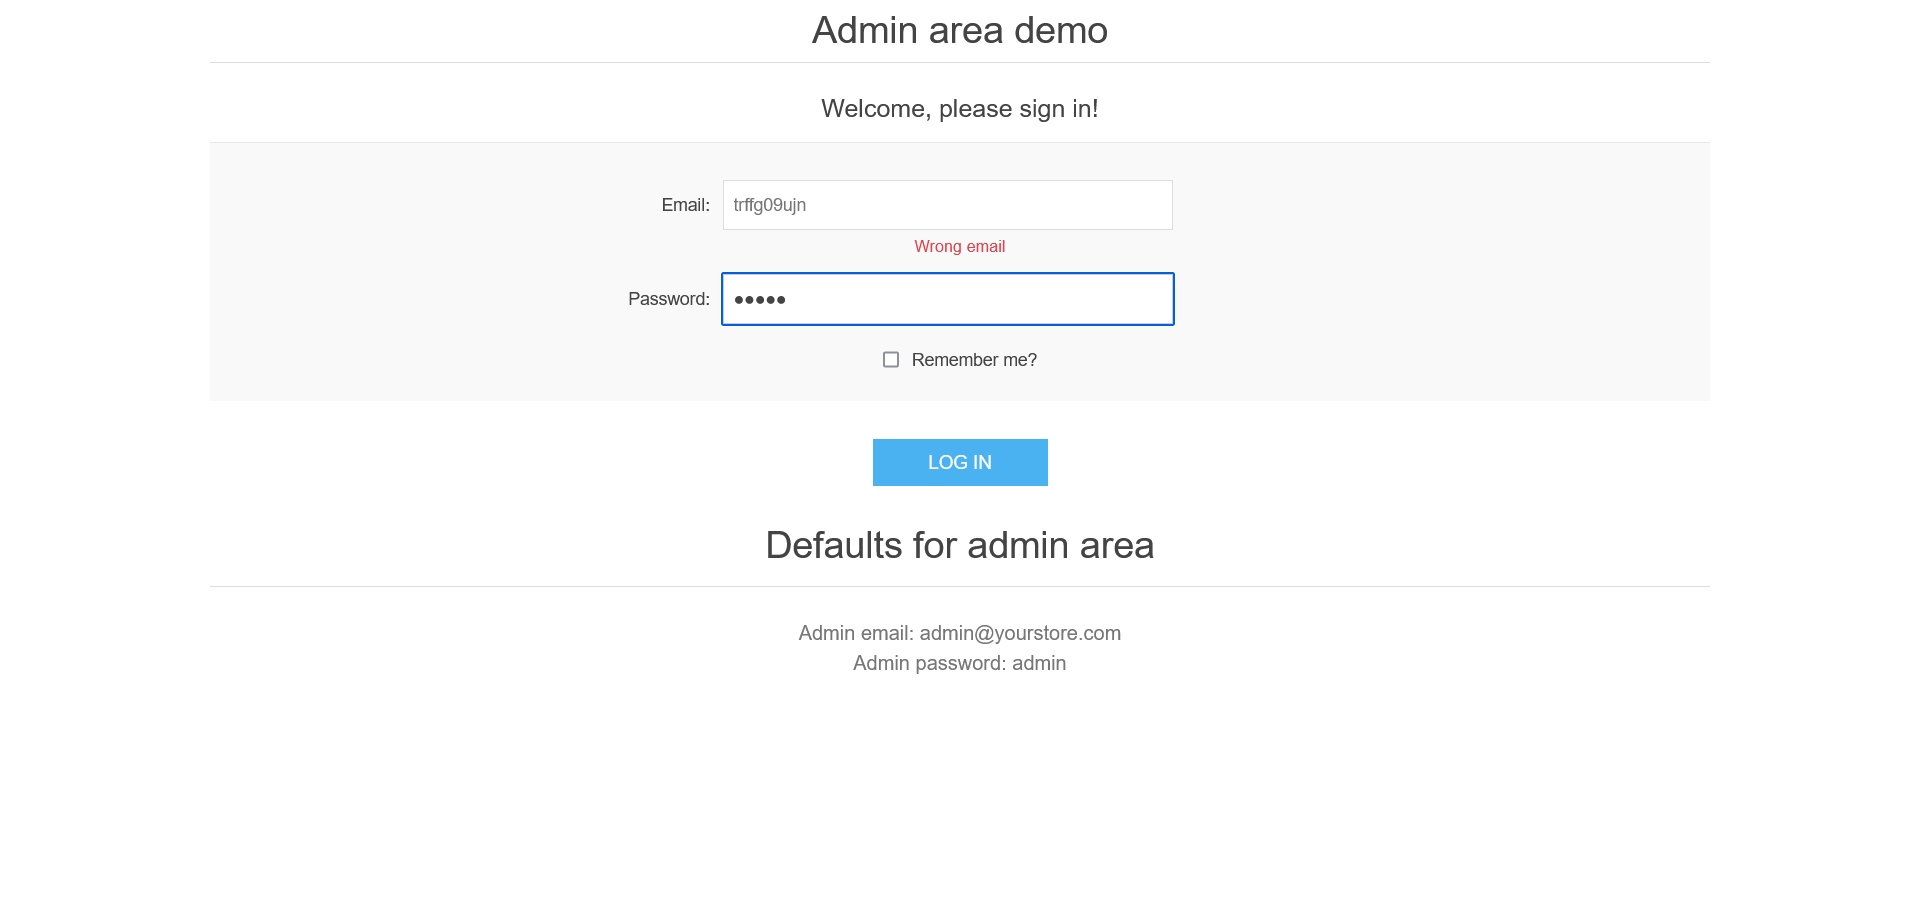 Admin area demo
Welcome, please sign in!
Email: trffg09ujn
Wrong email
Password: •••••
Remember me?
LOG IN
Defaults for admin area
Admin email: admin@yourstore.com
Admin password: admin